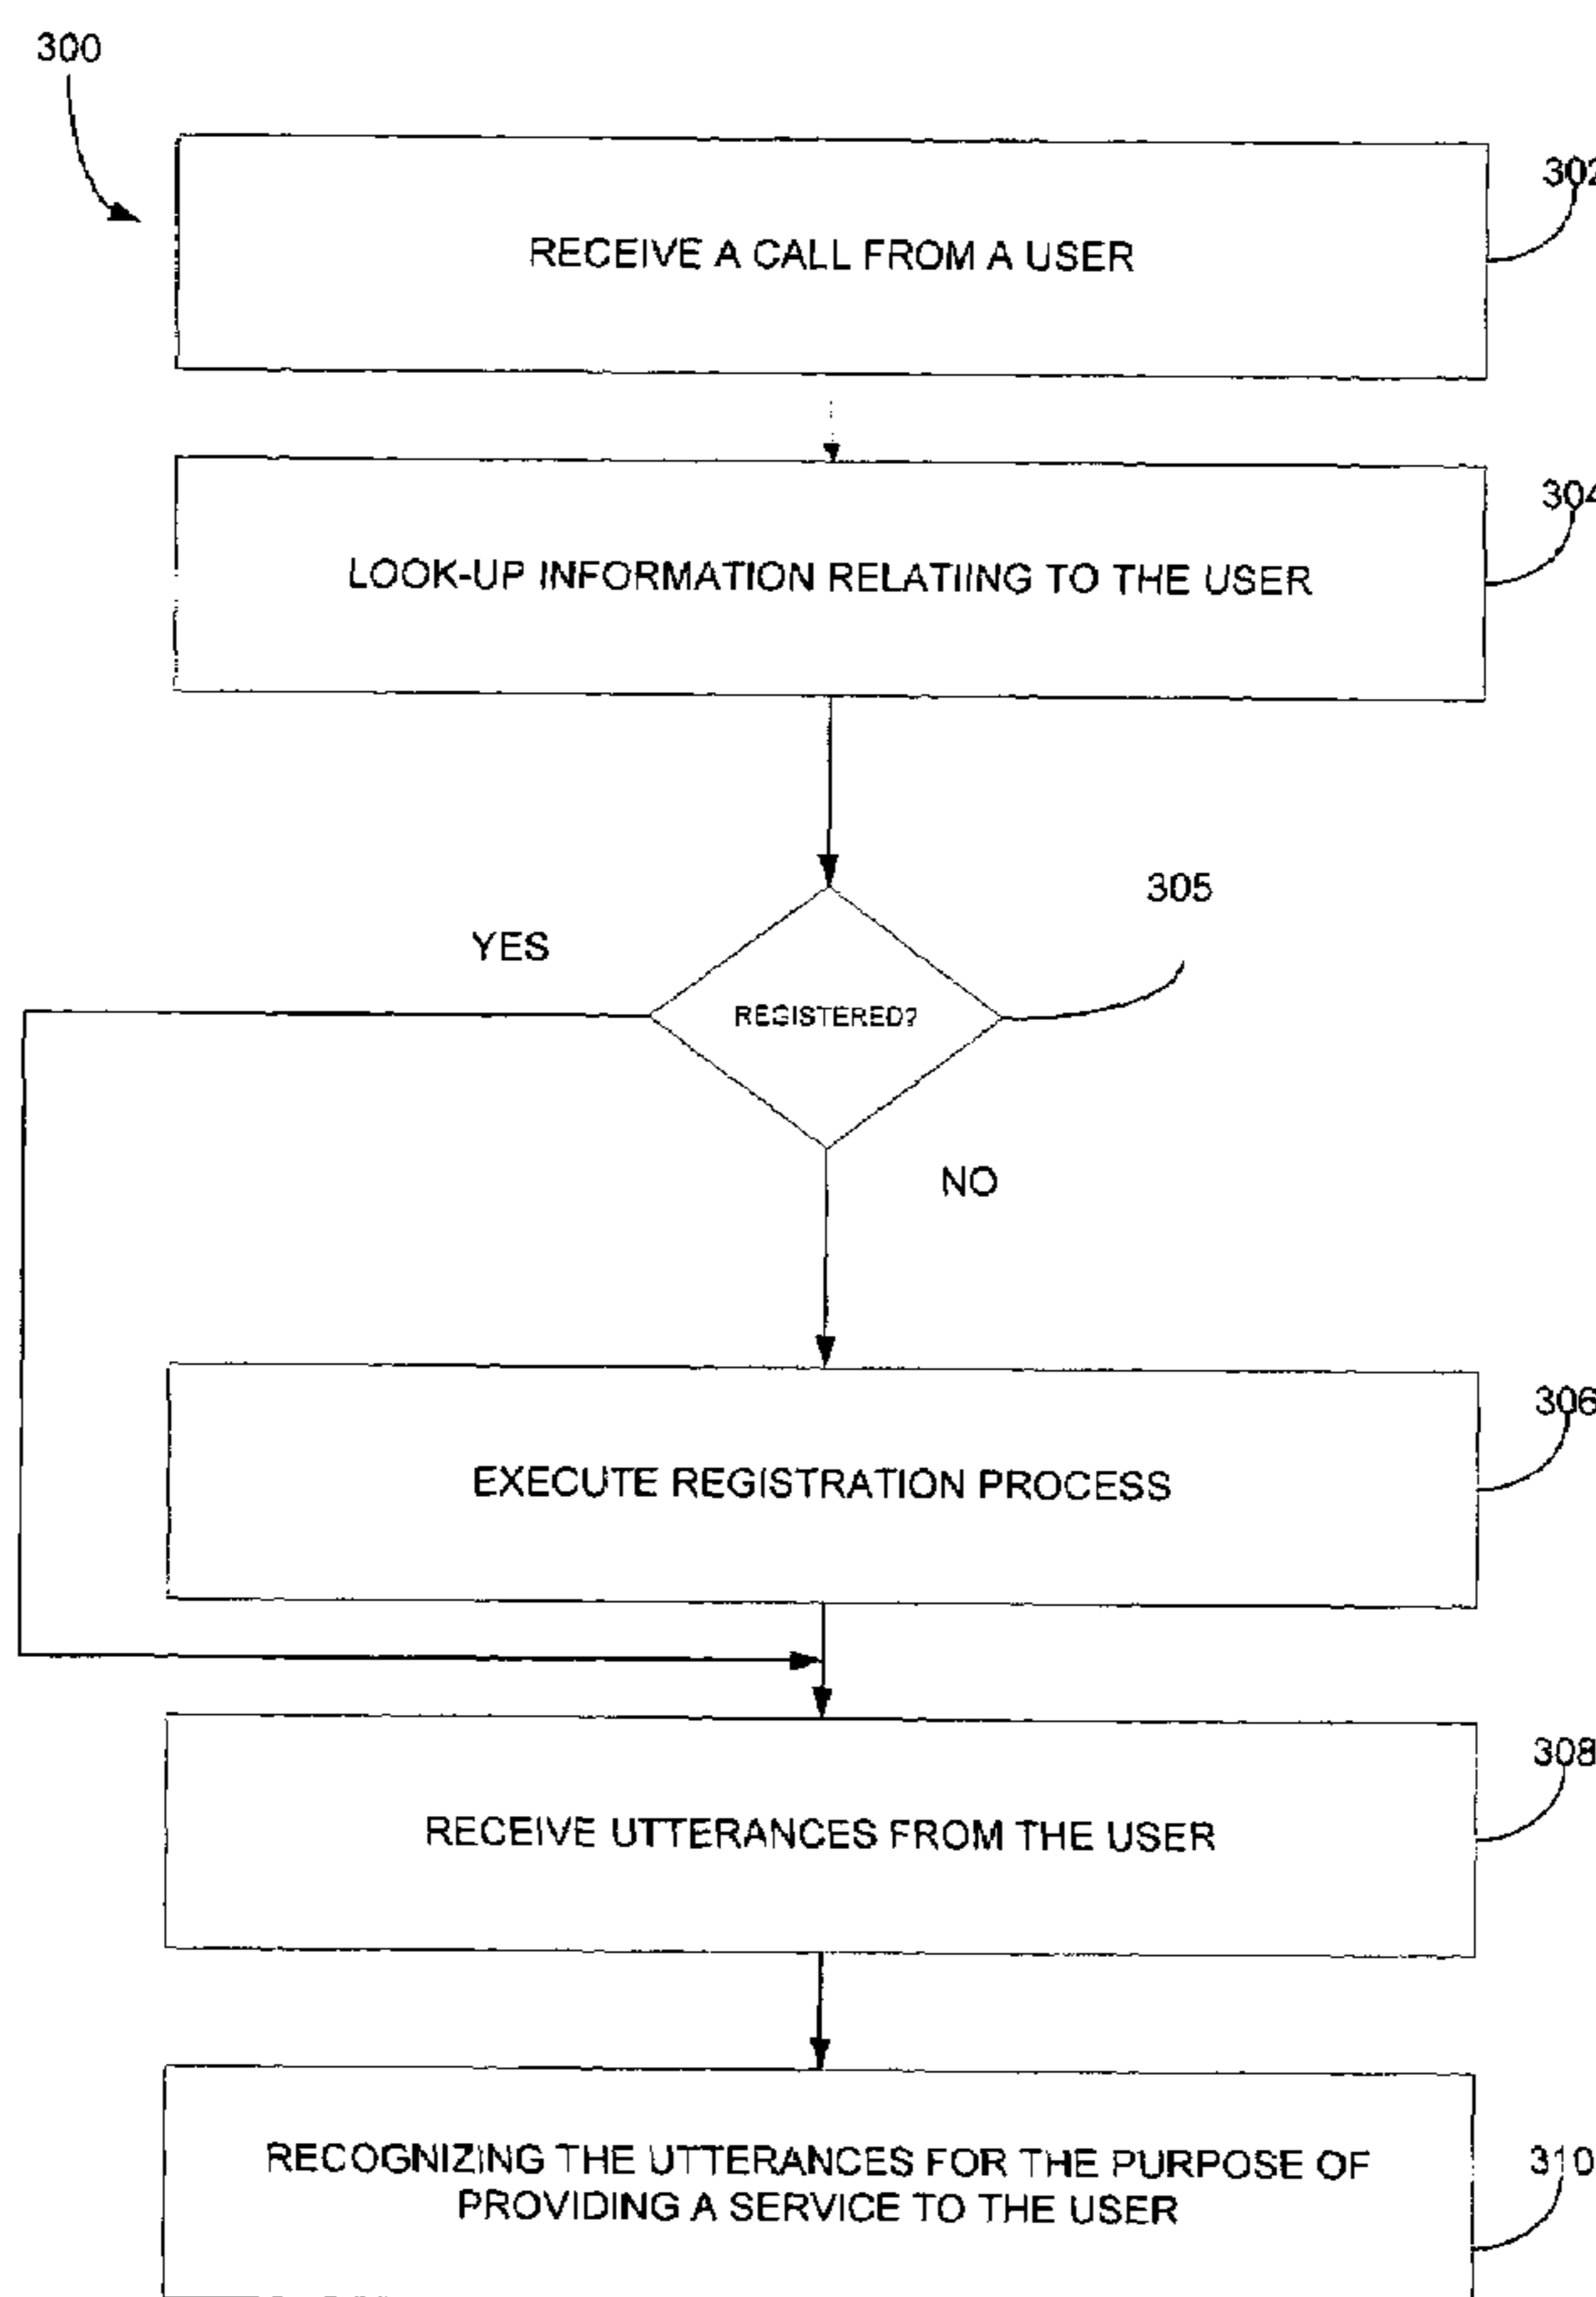 300
302
RECEIVE A CALL FROM A USER
304
LOOK-UP INFORMATION RELATIING TO THE USER
305
YES
REGISTERED?
NO
306
EXECUTE REGISTRATION PROCESS
308
RECEIVE UTTERANCES FROM THE USER
310
RECOGNIZING THE UTTERANCES FOR THE PURPOSE OF
PROVIDING A SERVICE TO THE USER